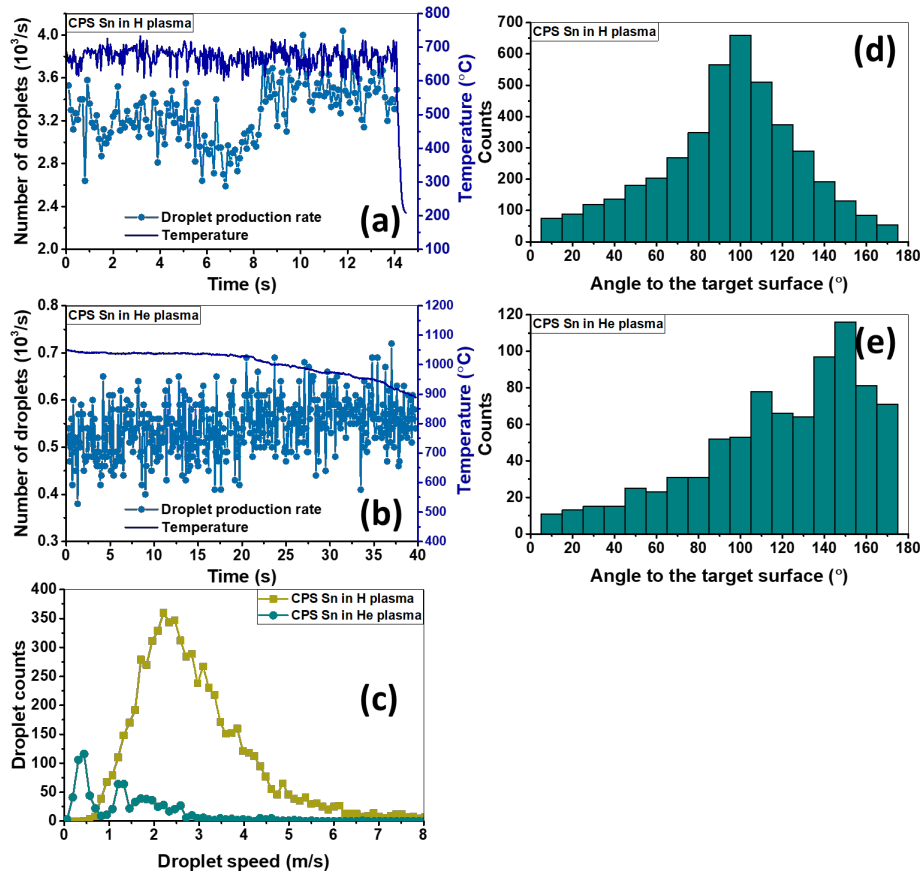 CPS Sn in H plasma
4.0
3.6
3.2
2.8
2.4
2.0
Number of droplets (10³/s)
800
700
600
500
400
300
200
100
Temperature (°C)
Droplet production rate
Temperature
(a)
0 2 4 6 8 10 12 14
Time (s)
CPS Sn in H plasma
(d)
700
600
500
400
300
200
100
0
Counts
0 20 40 60 80 100 120 140 160 180
Angle to the target surface (°)
CPS Sn in He plasma
0.8
0.7
0.6
0.5
0.4
0.3
Number of droplets (10³/s)
1200
1100
1000
900
800
700
600
500
400
Temperature (°C)
Droplet production rate
Temperature
(b)
0 5 10 15 20 25 30 35 40
Time (s)
CPS Sn in He plasma
(e)
120
100
80
60
40
20
0
Counts
0 20 40 60 80 100 120 140 160 180
Angle to the target surface (°)
CPS Sn in H plasma
CPS Sn in He plasma
400
350
300
250
200
150
100
50
0
Droplet counts
(c)
0 1 2 3 4 5 6 7 8
Droplet speed (m/s)